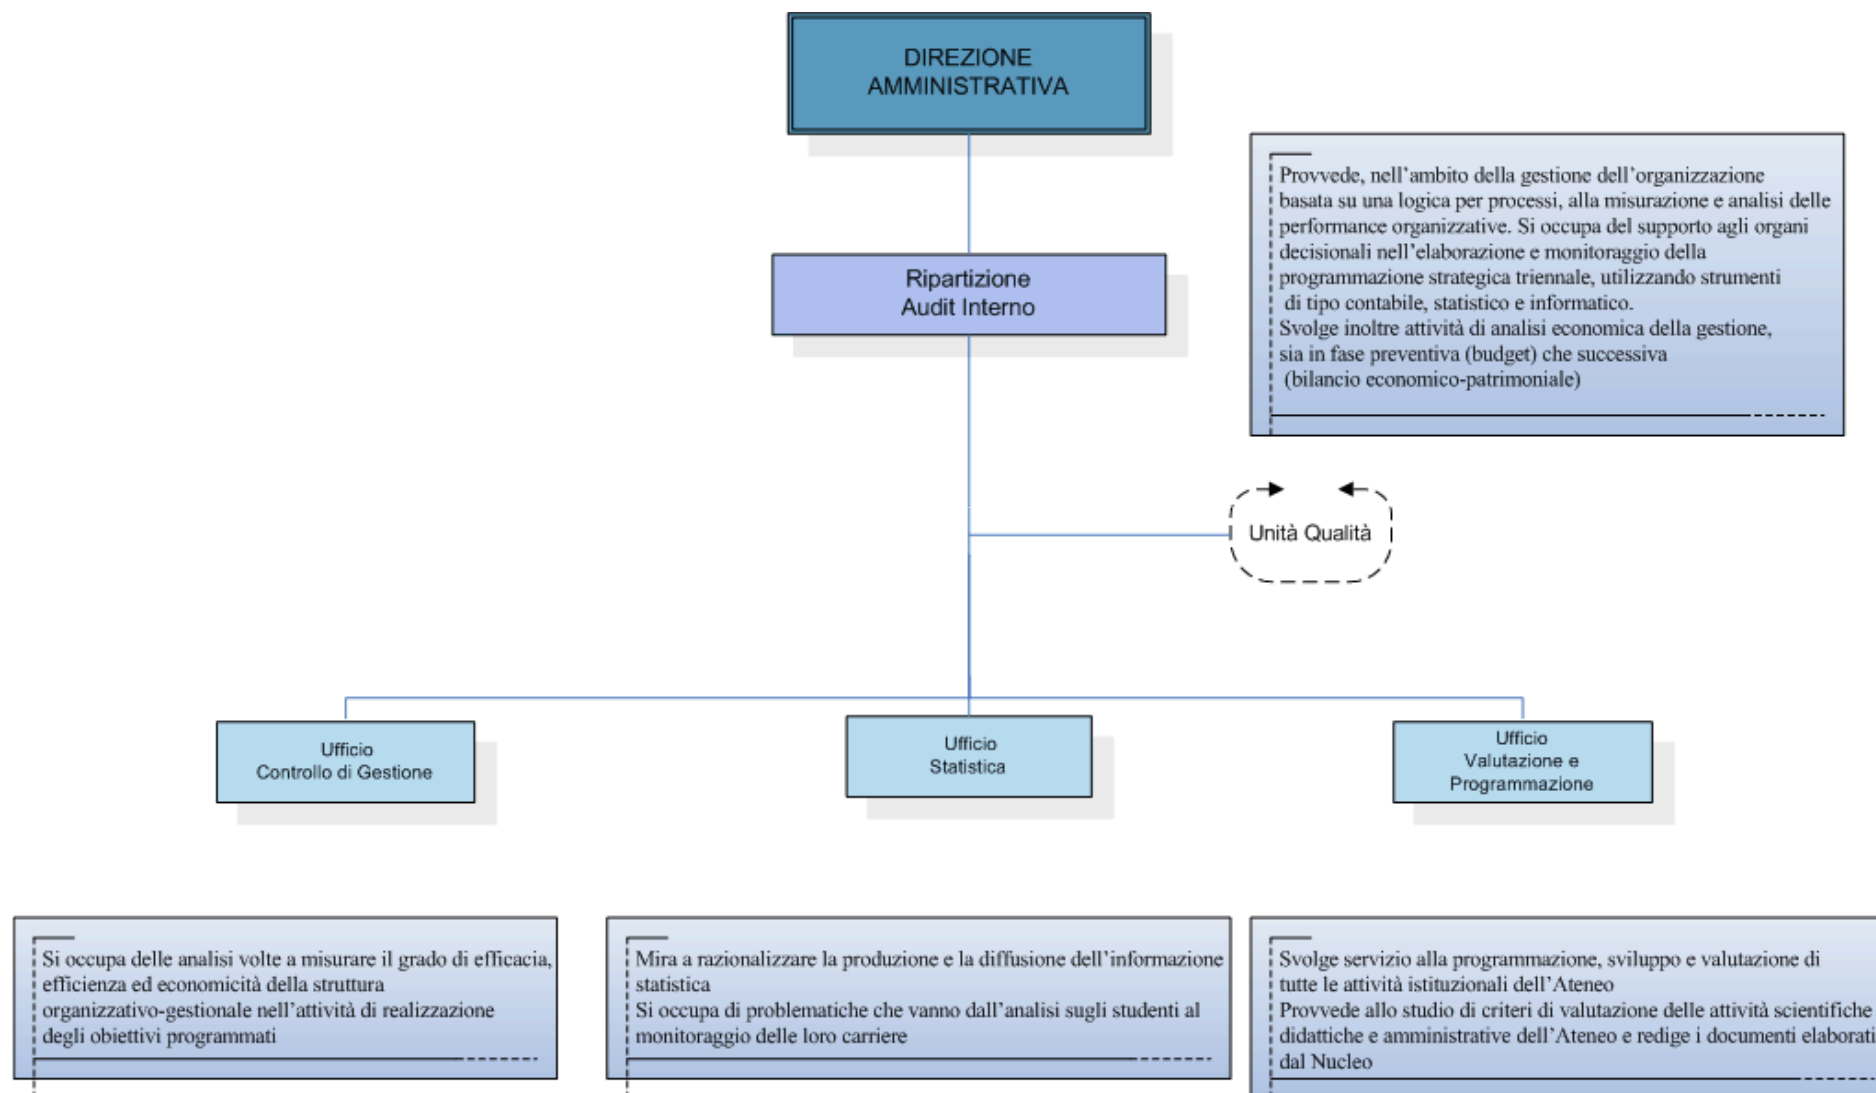 DIREZIONE
AMMINISTRATIVA
Provvede, nell’ambito della gestione dell’organizzazione
basata su una logica per processi, alla misurazione e analisi delle
performance organizzative. Si occupa del supporto agli organi
decisionali nell’elaborazione e monitoraggio della
programmazione strategica triennale, utilizzando strumenti
di tipo contabile, statistico e informatico.
Svolge inoltre attività di analisi economica della gestione,
sia in fase preventiva (budget) che successiva
(bilancio economico-patrimoniale)
Ripartizione
Audit Interno
Unità Qualità
Ufficio
Controllo di Gestione
Ufficio
Statistica
Ufficio
Valutazione e
Programmazione
Si occupa delle analisi volte a misurare il grado di efficacia,
efficienza ed economicità della struttura
organizzativo-gestionale nell’attività di realizzazione
degli obiettivi programmati
Mira a razionalizzare la produzione e la diffusione dell’informazione
statistica
Si occupa di problematiche che vanno dall’analisi sugli studenti al
monitoraggio delle loro carriere
Svolge servizio alla programmazione, sviluppo e valutazione di
tutte le attività istituzionali dell’Ateneo
Provvede allo studio di criteri di valutazione delle attività scientifiche
didattiche e amministrative dell’Ateneo e redige i documenti elaborati
dal Nucleo